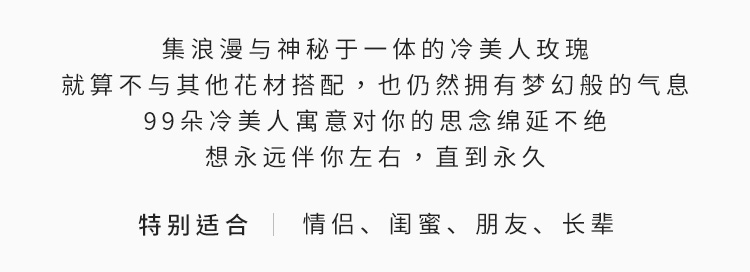 集浪漫与神秘于一体的冷美人玫瑰
就算不与其他花材搭配，也仍然拥有梦幻般的气息
99朵冷美人寓意对你的思念绵延不绝
想永远伴你左右，直到永久
特别适合｜情侣、闺蜜、朋友、长辈